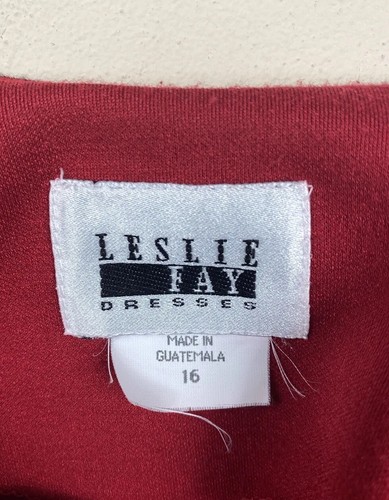 LESLIE
FAY
DRESSES
MADE IN
GUATEMALA
16